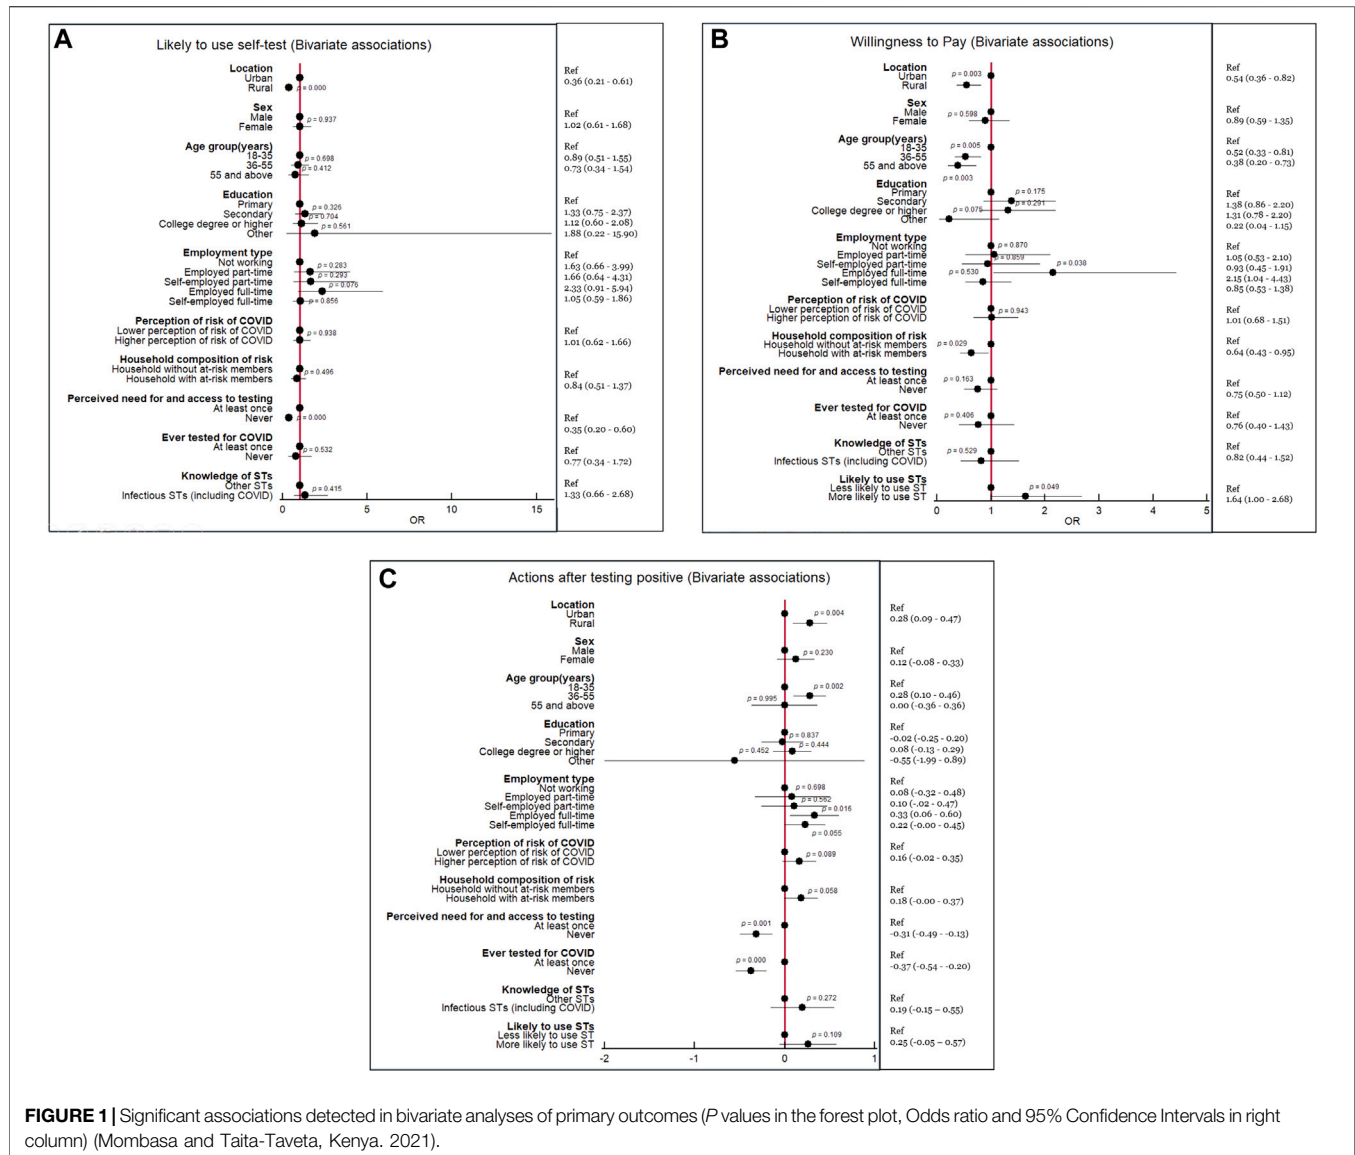 A
Likely to use self-test (Bivariate associations)
Location
Urban
Rural
p = 0.000
Ref
0.36 (0.21 - 0.61)
Sex
Male
Female
p = 0.937
Ref
1.02 (0.61 - 1.68)
Age group(years)
18-35
36-55
55 and above
p = 0.698
p = 0.412
Ref
0.89 (0.51 - 1.55)
0.73 (0.34 - 1.54)
Education
Primary
Secondary
College degree or higher
Other
p = 0.326
p = 0.704
p = 0.561
Ref
1.33 (0.75 - 2.37)
1.12 (0.60 - 2.08)
1.88 (0.22 - 15.90)
Employment type
Not working
Employed part-time
Self-employed part-time
Employed full-time
Self-employed full-time
p = 0.283
p = 0.293
p = 0.076
p = 0.856
Ref
1.63 (0.66 - 3.99)
1.66 (0.64 - 4.31)
2.33 (0.91 - 5.94)
1.05 (0.59 - 1.86)
Perception of risk of COVID
Lower perception of risk of COVID
Higher perception of risk of COVID
p = 0.938
Ref
1.01 (0.62 - 1.66)
Household composition of risk
Household without at-risk members
Household with at-risk members
p = 0.496
Ref
0.84 (0.51 - 1.37)
Perceived need for and access to testing
At least once
Never
p = 0.000
Ref
0.35 (0.20 - 0.60)
Ever tested for COVID
At least once
Never
p = 0.532
Ref
0.77 (0.34 - 1.72)
Knowledge of STs
Other STs
Infectious STs (including COVID)
p = 0.415
Ref
1.33 (0.66 - 2.68)
0 5 10 15
OR
B
Willingness to Pay (Bivariate associations)
Location
Urban
Rural
p = 0.003
Ref
0.54 (0.36 - 0.82)
Sex
Male
Female
p = 0.598
Ref
0.89 (0.59 - 1.35)
Age group(years)
18-35
36-55
55 and above
p = 0.005
p = 0.003
Ref
0.52 (0.33 - 0.81)
0.38 (0.20 - 0.73)
Education
Primary
Secondary
College degree or higher
Other
p = 0.175
p = 0.291
p = 0.075
Ref
1.38 (0.86 - 2.20)
1.31 (0.78 - 2.20)
0.22 (0.04 - 1.15)
Employment type
Not working
Employed part-time
Self-employed part-time
Employed full-time
Self-employed full-time
p = 0.870
p = 0.859
p = 0.038
p = 0.530
Ref
1.05 (0.53 - 2.10)
0.93 (0.45 - 1.91)
2.15 (1.04 - 4.43)
0.85 (0.53 - 1.38)
Perception of risk of COVID
Lower perception of risk of COVID
Higher perception of risk of COVID
p = 0.943
Ref
1.01 (0.68 - 1.51)
Household composition of risk
Household without at-risk members
Household with at-risk members
p = 0.029
Ref
0.64 (0.43 - 0.95)
Perceived need for and access to testing
At least once
Never
p = 0.163
Ref
0.75 (0.50 - 1.12)
Ever tested for COVID
At least once
Never
p = 0.406
Ref
0.76 (0.40 - 1.43)
Knowledge of STs
Other STs
Infectious STs (including COVID)
p = 0.529
Ref
0.82 (0.44 - 1.52)
Likely to use STs
Less likely to use ST
More likely to use ST
p = 0.049
Ref
1.64 (1.00 - 2.68)
0 1 2 3 4 5
OR
C
Actions after testing positive (Bivariate associations)
Location
Urban
Rural
p = 0.004
Ref
0.28 (0.09 - 0.47)
Sex
Male
Female
p = 0.230
Ref
0.12 (-0.08 - 0.33)
Age group(years)
18-35
36-55
55 and above
p = 0.002
p = 0.995
Ref
0.28 (0.10 - 0.46)
0.00 (-0.36 - 0.36)
Education
Primary
Secondary
College degree or higher
Other
p = 0.837
p = 0.444
p = 0.452
Ref
-0.02 (-0.25 - 0.20)
0.08 (-0.13 - 0.29)
-0.55 (-1.99 - 0.89)
Employment type
Not working
Employed part-time
Self-employed part-time
Employed full-time
Self-employed full-time
p = 0.698
p = 0.562
p = 0.016
p = 0.055
Ref
0.08 (-0.32 - 0.48)
0.10 (-.02 - 0.47)
0.33 (0.06 - 0.60)
0.22 (-0.00 - 0.45)
Perception of risk of COVID
Lower perception of risk of COVID
Higher perception of risk of COVID
p = 0.089
Ref
0.16 (-0.02 - 0.35)
Household composition of risk
Household without at-risk members
Household with at-risk members
p = 0.058
Ref
0.18 (-0.00 - 0.37)
Perceived need for and access to testing
At least once
Never
p = 0.001
Ref
-0.31 (-0.49 - -0.13)
Ever tested for COVID
At least once
Never
p = 0.000
Ref
-0.37 (-0.54 - -0.20)
Knowledge of STs
Other STs
Infectious STs (including COVID)
p = 0.272
Ref
0.19 (-0.15 – 0.55)
Likely to use STs
Less likely to use ST
More likely to use ST
p = 0.109
Ref
0.25 (-0.05 – 0.57)
-2 -1 0 1
FIGURE 1 | Significant associations detected in bivariate analyses of primary outcomes (P values in the forest plot, Odds ratio and 95% Confidence Intervals in right
column) (Mombasa and Taita-Taveta, Kenya. 2021).